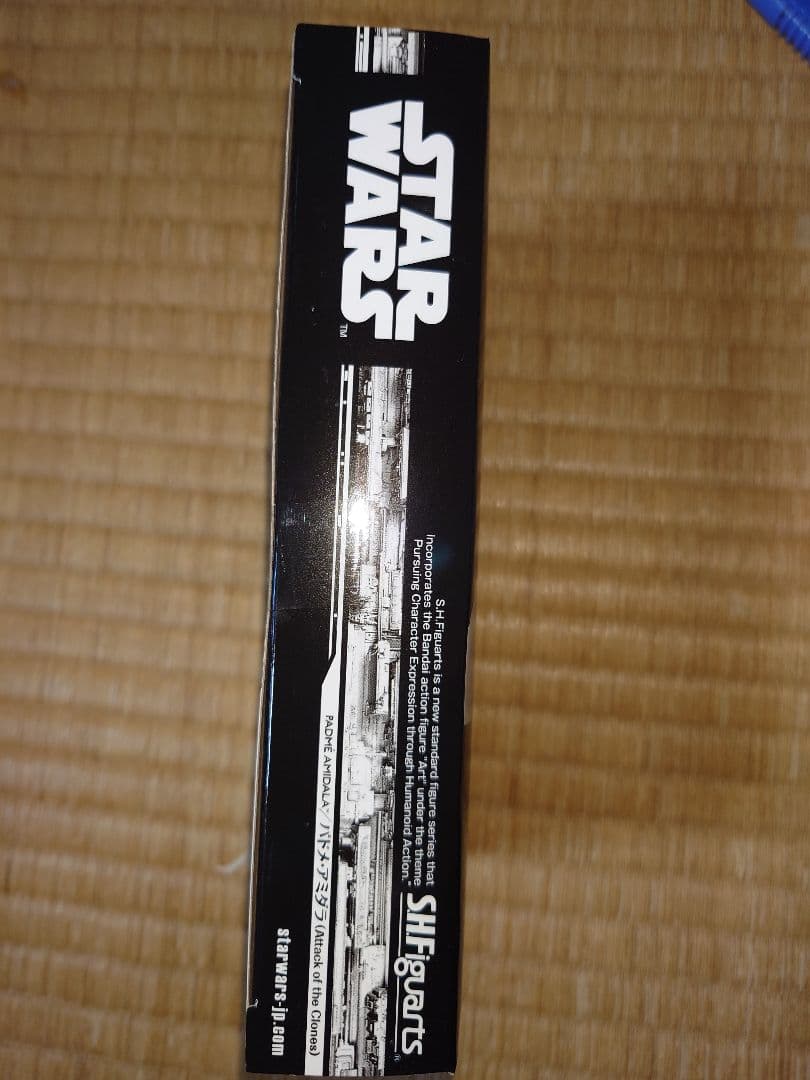 STAR
WARS
TM
S.H.Figuarts is a new standard figure series that
incorporates the Bandai action figure "Art" under the theme
Pursuing Character Expression through Humanoid Action."
S.H.Figuarts®
PADMÉ AMIDALA / パドメ・アミダラ (Attack of the Clones)
starwars-jp.com